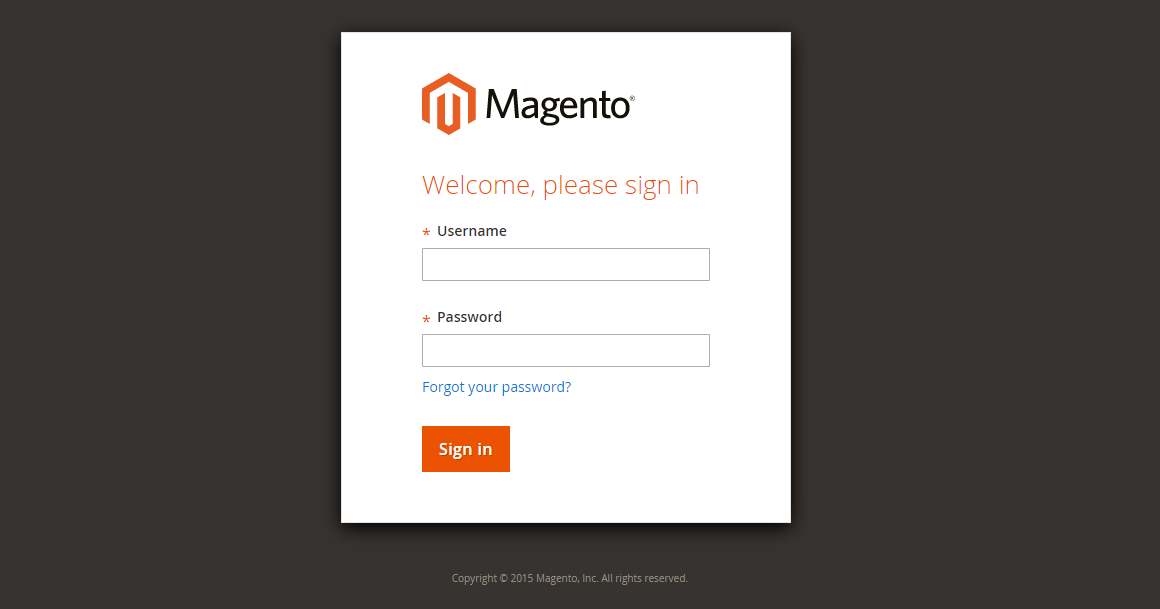 Magento®
Welcome, please sign in
* Username
* Password
Forgot your password?
Sign in
Copyright © 2015 Magento, Inc. All rights reserved.